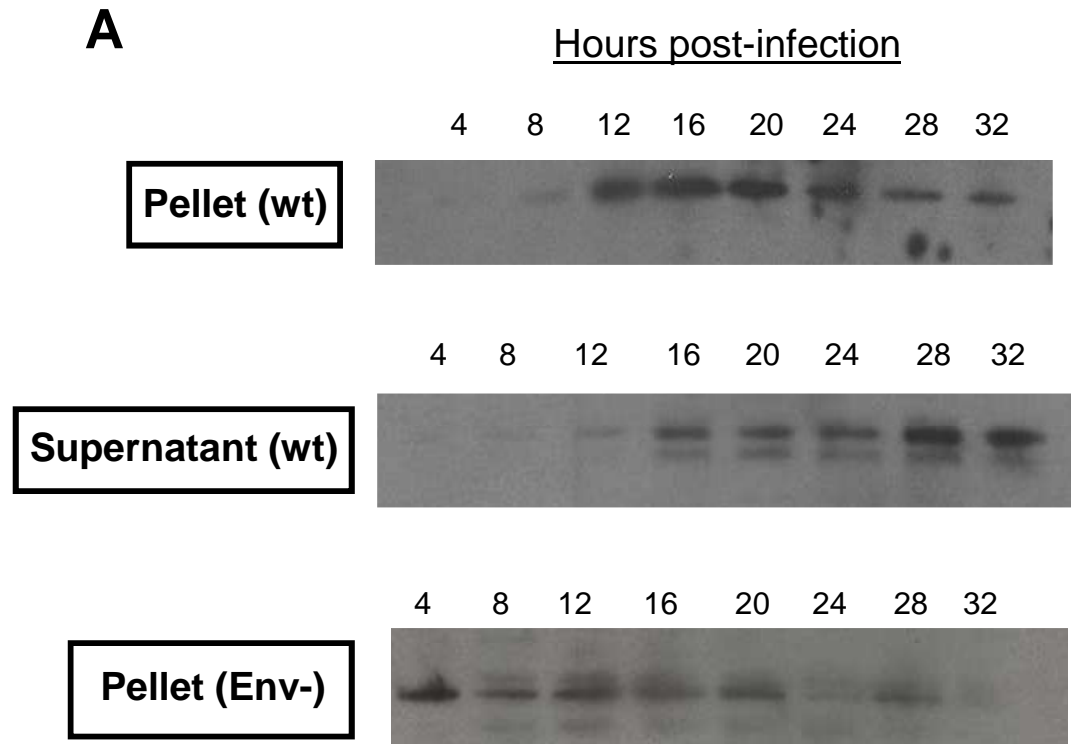 A
Hours post-infection
4 8 12 16 20 24 28 32
Pellet (wt)
4 8 12 16 20 24 28 32
Supernatant (wt)
4 8 12 16 20 24 28 32
Pellet (Env-)